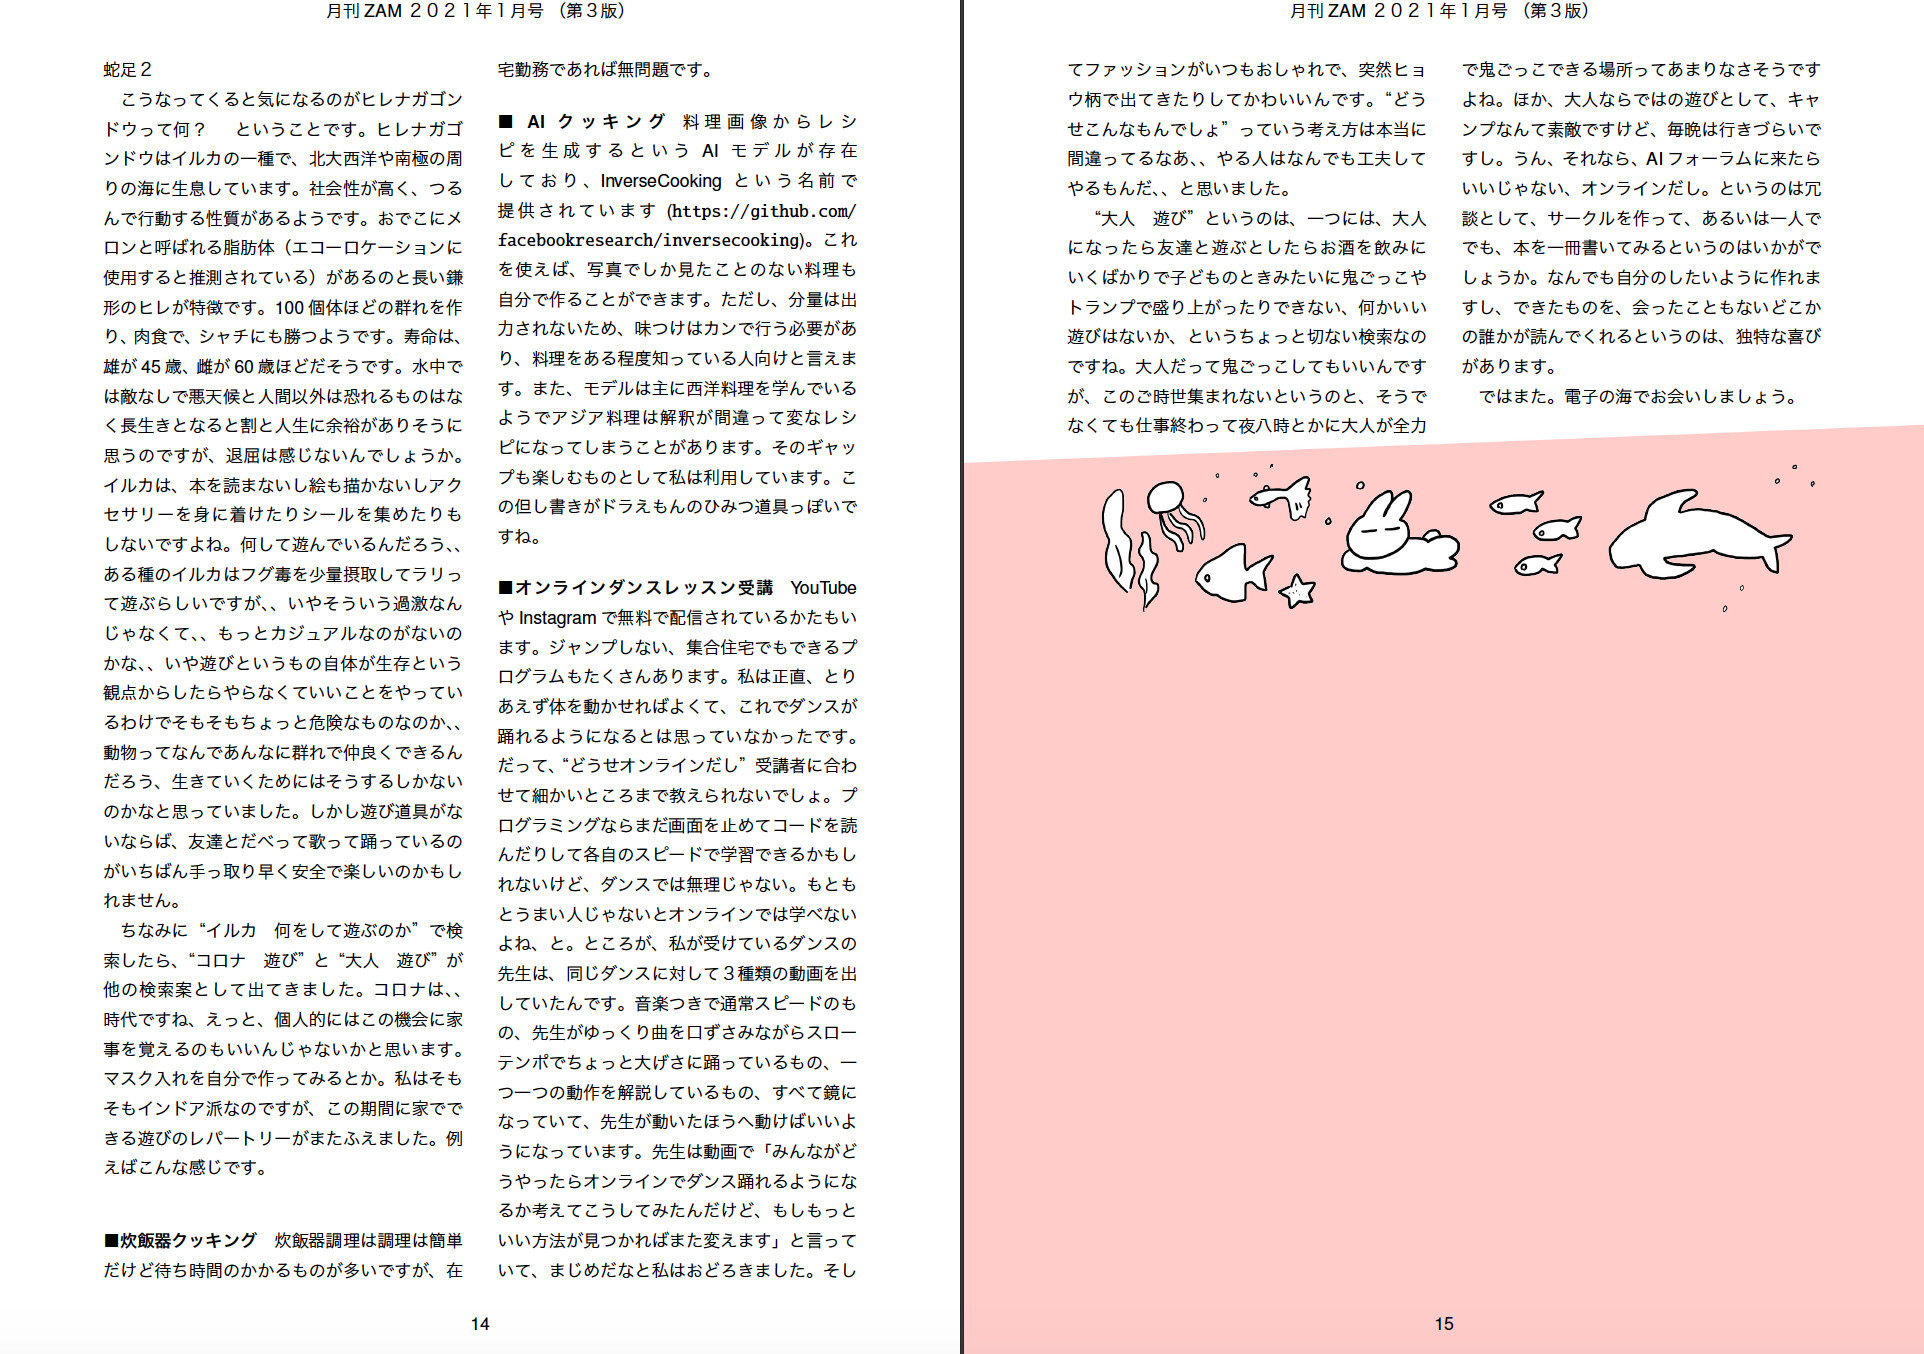 月刊 ZAM ２０２１年１月号 （第３版）
蛇足２
　こうなってくると気になるのがヒレナガゴン
ドウって何？　ということです。ヒレナガゴ
ンドウはイルカの一種で、北大西洋や南極の周
りの海に生息しています。社会性が高く、つる
んで行動する性質があるようです。おでこにメ
ロンと呼ばれる脂肪体（エコーロケーションに
使用すると推測されている）があるのと長い鎌
形のヒレが特徴です。100 個体ほどの群れを作
り、肉食で、シャチにも勝つようです。寿命は、
雄が 45 歳、雌が 60 歳ほどだそうです。水中で
は敵なしで悪天候と人間以外は恐れるものはな
く長生きとなると割と人生に余裕がありそうに
思うのですが、退屈は感じないんでしょうか。
イルカは、本を読まないし絵も描かないしアク
セサリーを身に着けたりシールを集めたりも
しないですよね。何して遊んでいるんだろう、、
ある種のイルカはフグ毒を少量摂取してラリっ
て遊ぶらしいですが、、いやそういう過激なん
じゃなくて、、もっとカジュアルなのがないの
かな、、いや遊びというもの自体が生存という
観点からしたらやらなくていいことをやってい
るわけでそもそもちょっと危険なものなのか、、
動物ってなんであんなに群れで仲良くできるん
だろう、生きていくためにはそうするしかない
のかなと思っていました。しかし遊び道具がな
いならば、友達とだべって歌って踊っているの
がいちばん手っ取り早く安全で楽しいのかもし
れません。
　ちなみに “イルカ　何をして遊ぶのか” で検
索したら、“コロナ　遊び” と “大人　遊び” が
他の検索案として出てきました。コロナは、、
時代ですね、えっと、個人的にはこの機会に家
事を覚えるのもいいんじゃないかと思います。
マスク入れを自分で作ってみるとか。私はそも
そもインドア派なのですが、この期間に家でで
きる遊びのレパートリーがまたふえました。例
えばこんな感じです。
■炊飯器クッキング　炊飯器調理は調理は簡単
だけど待ち時間のかかるものが多いですが、在
宅勤務であれば無問題です。
■ AI クッキング 料理画像からレシ
ピを生成するという AI モデルが存在
しており、InverseCooking という名前で
提供されています (https://github.com/
facebookresearch/inversecooking)。これ
を使えば、写真でしか見たことのない料理も
自分で作ることができます。ただし、分量は出
力されないため、味つけはカンで行う必要があ
り、料理をある程度知っている人向けと言えま
す。また、モデルは主に西洋料理を学んでいる
ようでアジア料理は解釈が間違って変なレシ
ピになってしまうことがあります。そのギャッ
プも楽しむものとして私は利用しています。こ
の但し書きがドラえもんのひみつ道具っぽいで
すね。
■オンラインダンスレッスン受講　YouTube
や Instagram で無料で配信されているかたもい
ます。ジャンプしない、集合住宅でもできるプ
ログラムもたくさんあります。私は正直、とり
あえず体を動かせればよくて、これでダンスが
踊れるようになるとは思っていなかったです。
だって、“どうせオンラインだし” 受講者に合わ
せて細かいところまで教えられないでしょ。プ
ログラミングならまだ画面を止めてコードを読
んだりして各自のスピードで学習できるかもし
れないけど、ダンスでは無理じゃない。もとも
とうまい人じゃないとオンラインでは学べない
よね、と。ところが、私が受けているダンスの
先生は、同じダンスに対して３種類の動画を出
していたんです。音楽つきで通常スピードのも
の、先生がゆっくり曲を口ずさみながらスロー
テンポでちょっと大げさに踊っているもの、一
つ一つの動作を解説しているもの、すべて鏡に
なっていて、先生が動いたほうへ動けばいいよ
うになっています。先生は動画で「みんながど
うやったらオンラインでダンス踊れるようにな
るか考えてこうしてみたんだけど、もしもっと
いい方法が見つかればまた変えます」と言って
いて、まじめだなと私はおどろきました。そし
14
月刊 ZAM ２０２１年１月号 （第３版）
てファッションがいつもおしゃれで、突然ヒョ
ウ柄で出てきたりしてかわいいんです。“どう
せこんなもんでしょ” っていう考え方は本当に
間違ってるなあ、、やる人はなんでも工夫して
やるもんだ、、と思いました。
　“大人　遊び” というのは、一つには、大人
になったら友達と遊ぶとしたらお酒を飲みに
いくばかりで子どものときみたいに鬼ごっこや
トランプで盛り上がったりできない、何かいい
遊びはないか、というちょっと切ない検索なの
ですね。大人だって鬼ごっこしてもいいんです
が、このご時世集まれないというのと、そうで
なくても仕事終わって夜八時とかに大人が全力
で鬼ごっこできる場所ってあまりなさそうです
よね。ほか、大人ならではの遊びとして、キャ
ンプなんて素敵ですけど、毎晩は行きづらいで
すし。うん、それなら、AI フォーラムに来たら
いいじゃない、オンラインだし。というのは冗
談として、サークルを作って、あるいは一人で
でも、本を一冊書いてみるというのはいかがで
しょうか。なんでも自分のしたいように作れま
すし、できたものを、会ったこともないどこか
の誰かが読んでくれるというのは、独特な喜び
があります。
　ではまた。電子の海でお会いしましょう。
15